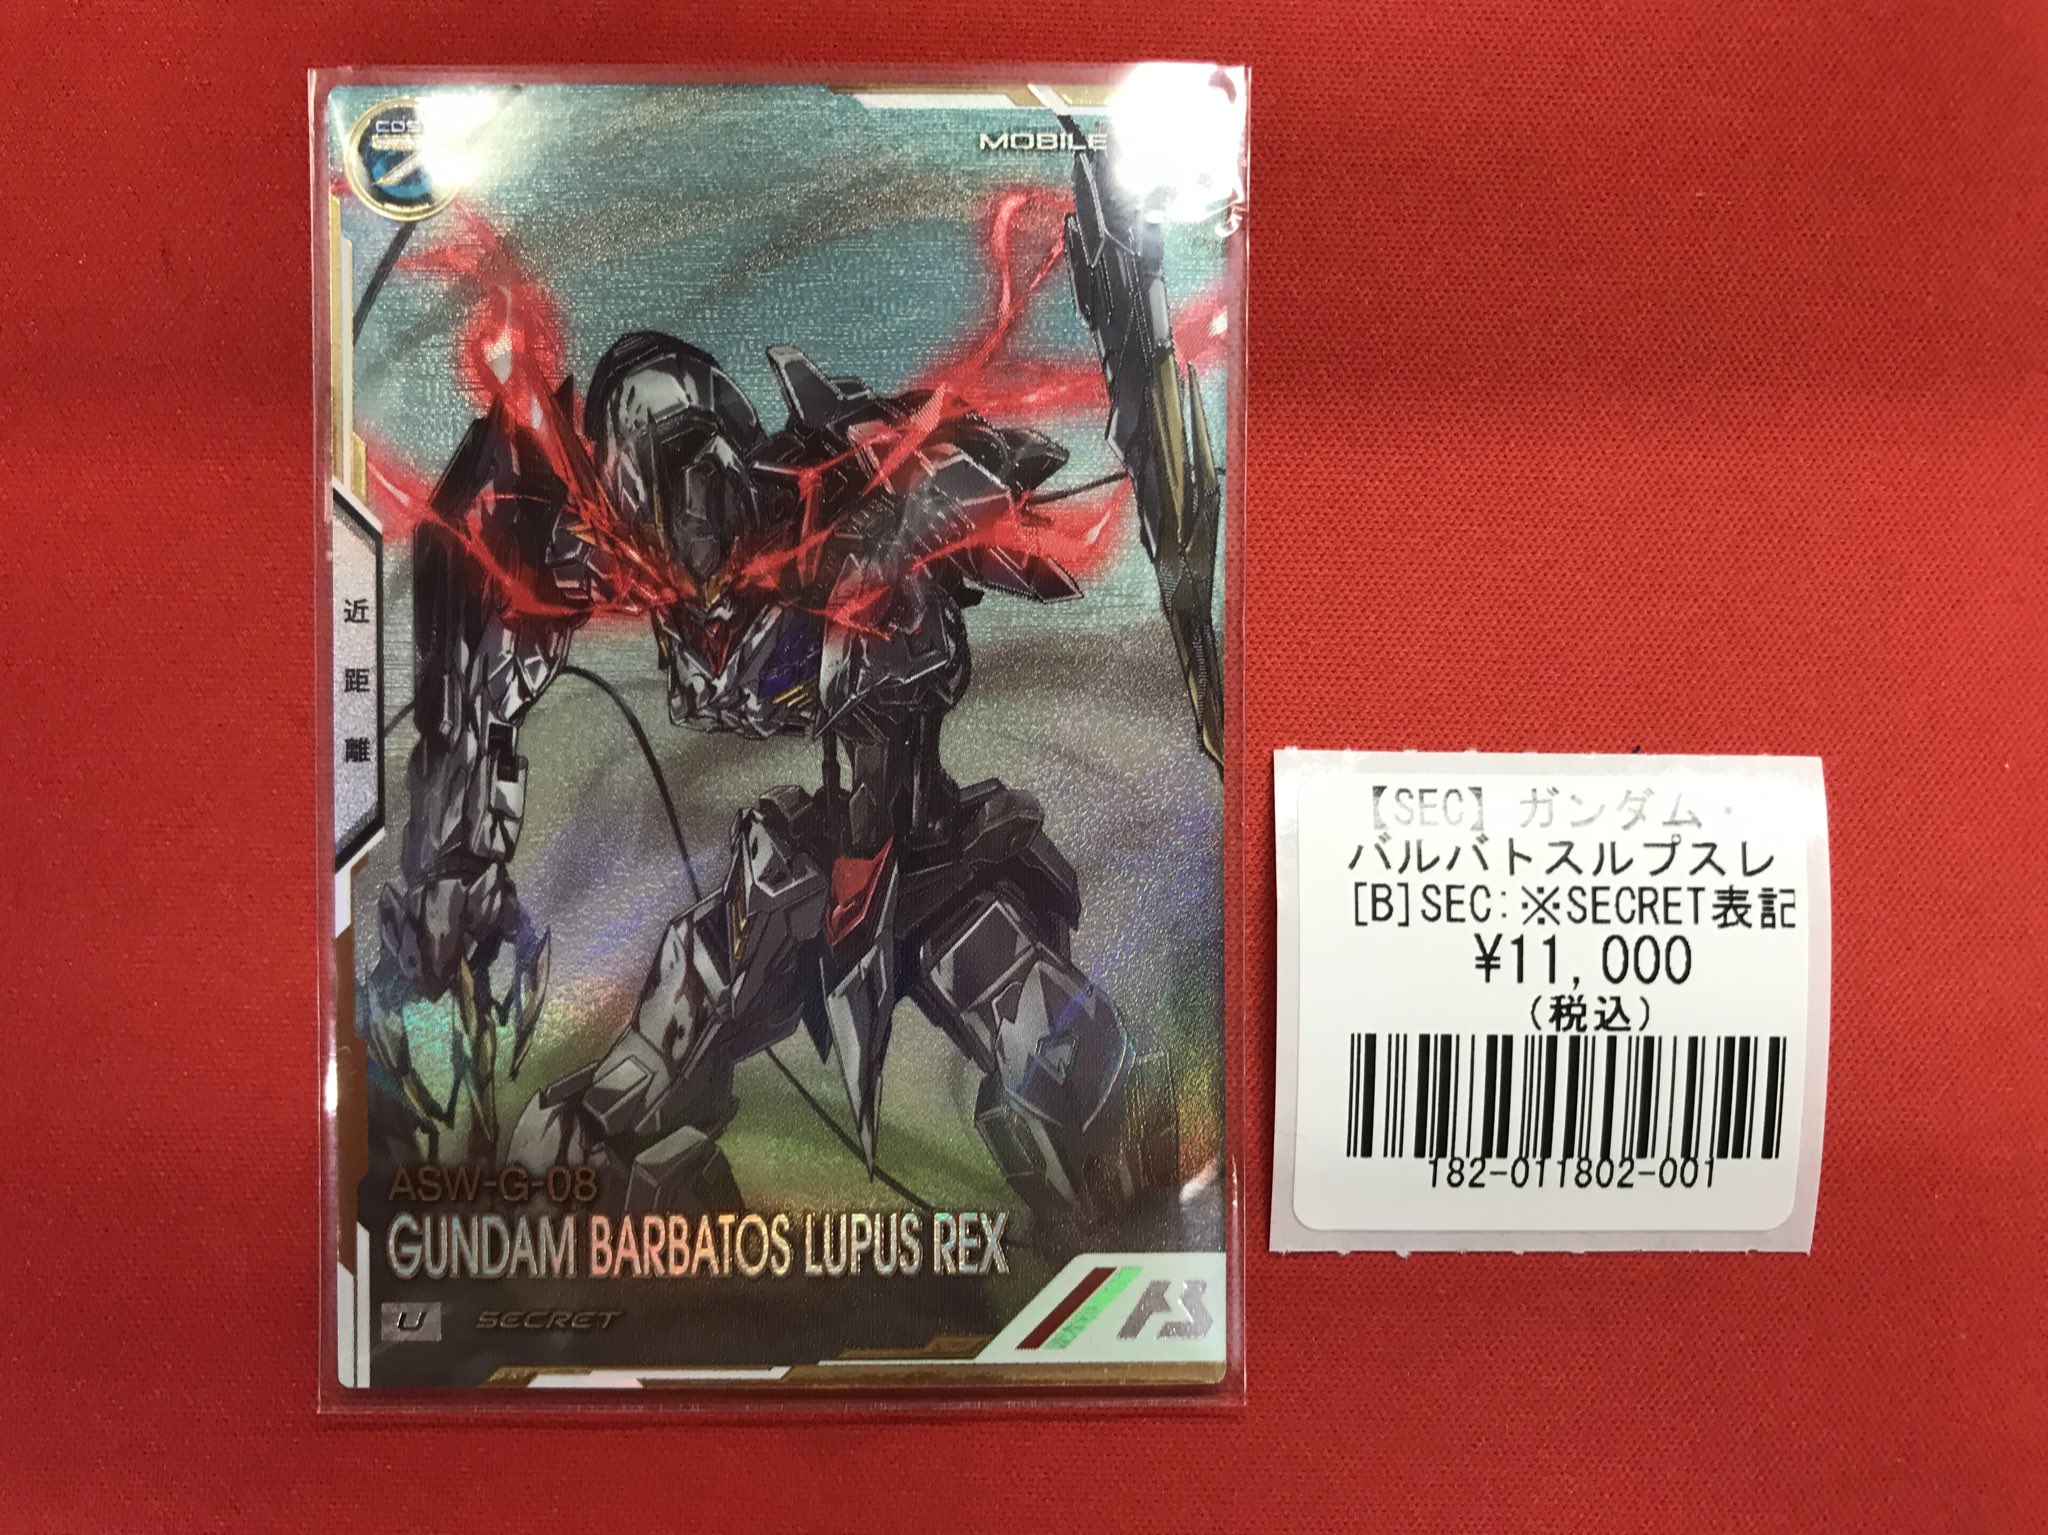 COS
7
MOBILE
近距離
ASW-G-08
GUNDAM BARBATOS LUPUS REX
U SECRET
【SEC】ガンダム・
バルバトスルプスレ
[B]SEC:※SECRET表記
¥11,000
(税込)
182-011802-001